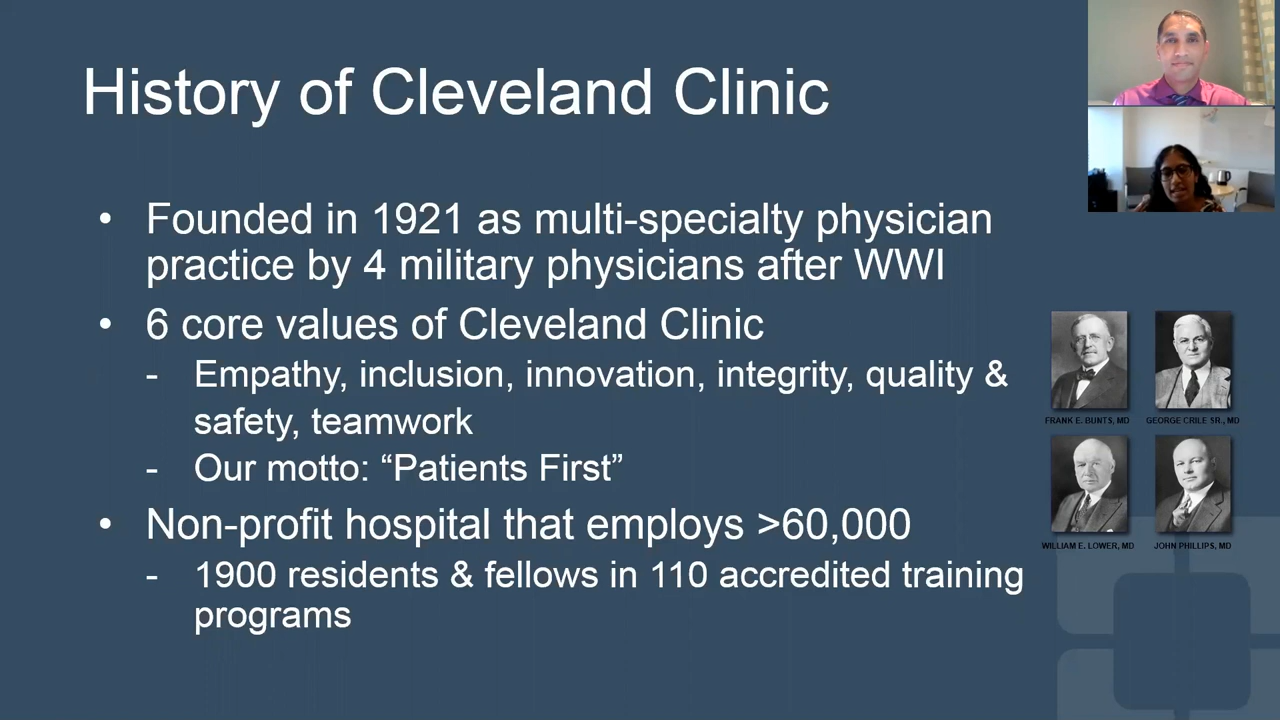 History of Cleveland Clinic
• Founded in 1921 as multi-specialty physician
practice by 4 military physicians after WWI
• 6 core values of Cleveland Clinic
- Empathy, inclusion, innovation, integrity, quality &
safety, teamwork
- Our motto: “Patients First”
• Non-profit hospital that employs >60,000
- 1900 residents & fellows in 110 accredited training
programs
FRANK E. BUNTS, MD
GEORGE CRILE SR., MD
WILLIAM E. LOWER, MD
JOHN PHILLIPS, MD